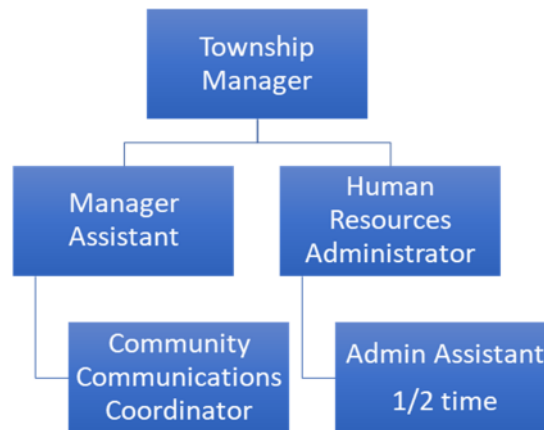 Township
Manager
Manager
Assistant
Human
Resources
Administrator
Community
Communications
Coordinator
Admin Assistant
1/2 time